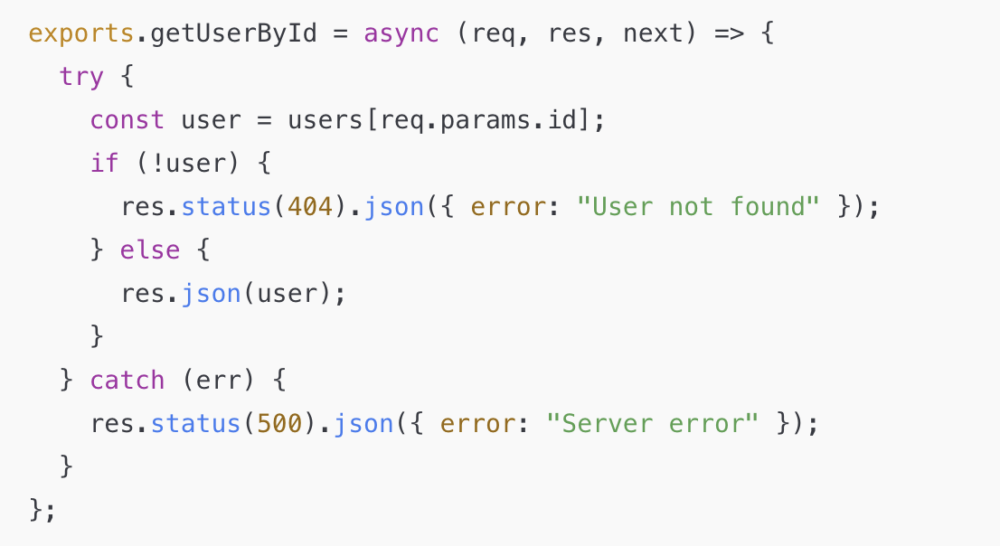 exports.getUserById = async (req, res, next) => {
  try {
    const user = users[req.params.id];
    if (!user) {
      res.status(404).json({ error: "User not found" });
    } else {
      res.json(user);
    }
  } catch (err) {
    res.status(500).json({ error: "Server error" });
  }
};